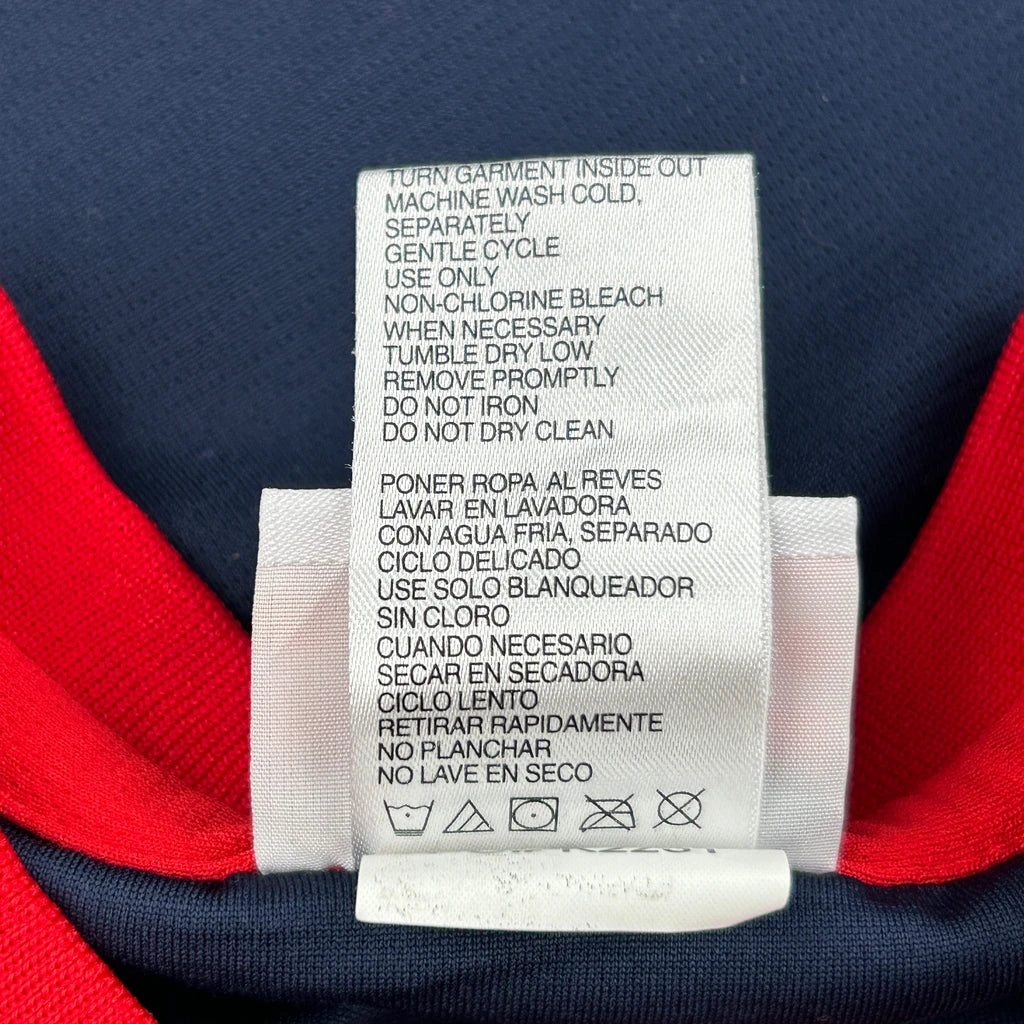 TURN GARMENT INSIDE OUT
MACHINE WASH COLD,
SEPARATELY
GENTLE CYCLE
USE ONLY
NON-CHLORINE BLEACH
WHEN NECESSARY
TUMBLE DRY LOW
REMOVE PROMPTLY
DO NOT IRON
DO NOT DRY CLEAN
PONER ROPA AL REVES
LAVAR EN LAVADORA
CON AGUA FRIA, SEPARADO
CICLO DELICADO
USE SOLO BLANQUEADOR
SIN CLORO
CUANDO NECESARIO
SECAR EN SECADORA
CICLO LENTO
RETIRAR RAPIDAMENTE
NO PLANCHAR
NO LAVE EN SECO